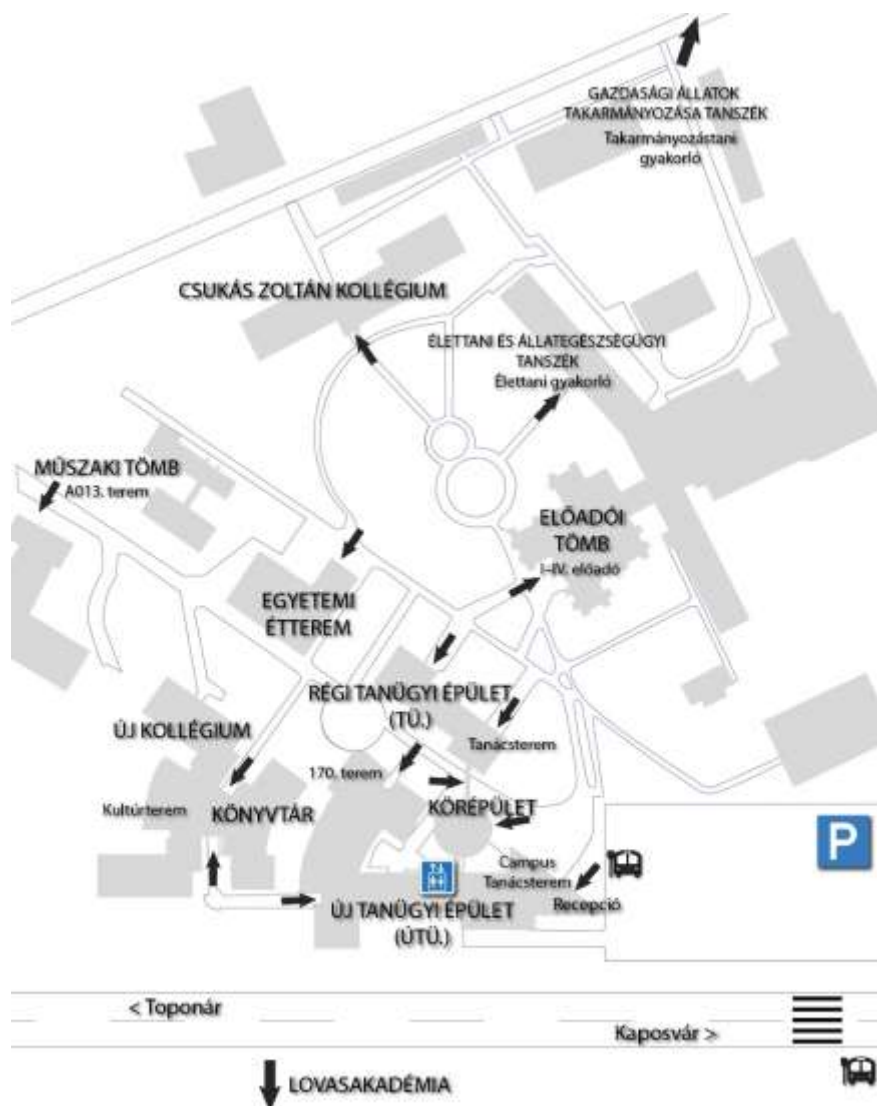 GAZDASÁGI ÁLLATOK
TAKARMÁNYOZÁSA TANSZÉK
Takarmányozástani
gyakorló
CSUKÁS ZOLTÁN KOLLÉGIUM
ÉLETTANI ÉS ÁLLATEGÉSZSÉGÜGYI
TANSZÉK
Élettani gyakorló
MŰSZAKI TÖMB
A013. terem
ELŐADÓI
TÖMB
I-IV. előadó
EGYETEMI
ÉTTEREM
RÉGI TANÜGYI ÉPÜLET
(TÜ.)
ÚJ KOLLÉGIUM
Tanácsterem
170. terem
Kultúrterem
KÖNYVTÁR
KÖRÉPÜLET
P
Campus
Tanácsterem
Recepció
ÚJ TANÜGYI ÉPÜLET
(ÚTÜ.)
< Toponár
Kaposvár >
LOVASAKADÉMIA